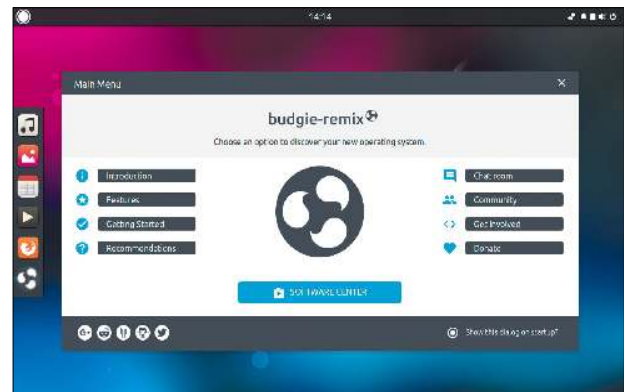 14:14
Main Menu
budgie-remix
Choose an option to discover your new operating system.
Introduction
Features
Getting Started
Recommendations
Chat room
Community
Get Involved
Donate
SOFTWARE CENTER
Show this dialog on startup?